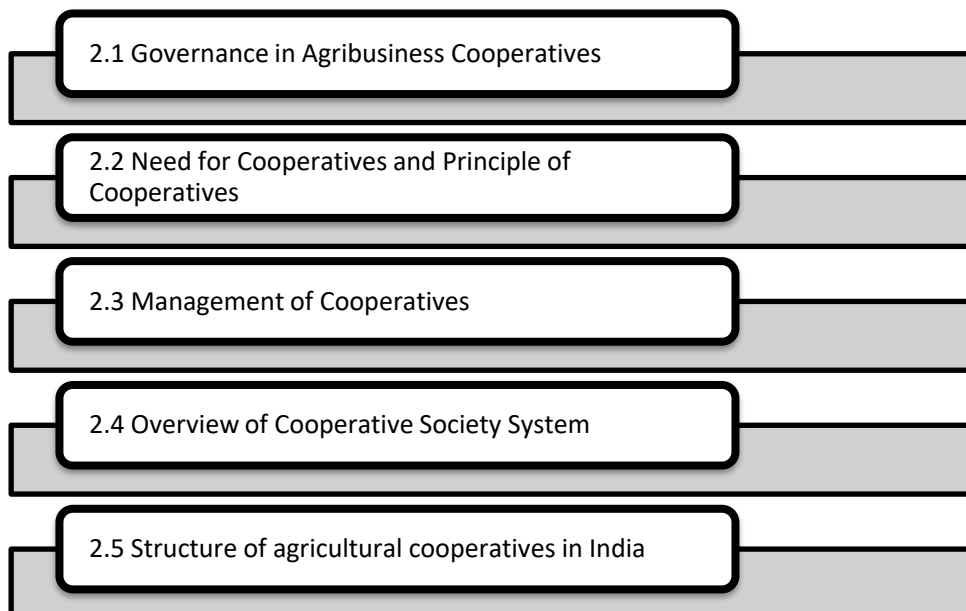 2.1 Governance in Agribusiness Cooperatives
2.2 Need for Cooperatives and Principle of
Cooperatives
2.3 Management of Cooperatives
2.4 Overview of Cooperative Society System
2.5 Structure of agricultural cooperatives in India